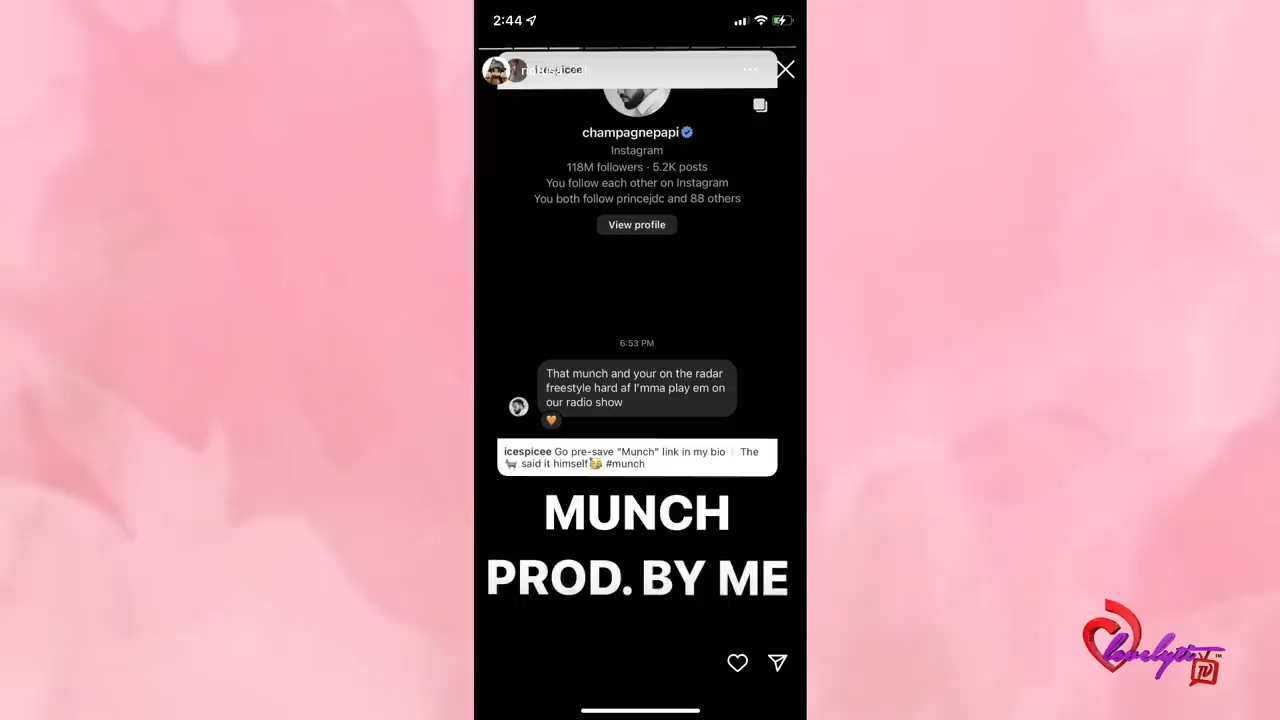 2:44
icespicee
champagnepapi
Instagram
118M followers · 5.2K posts
You follow each other on Instagram
You both follow princejdc and 88 others
View profile
6:53 PM
That munch and your on the radar
freestyle hard af I'mma play em on
our radio show
icespicee Go pre-save "Munch" link in my bio The
said it himself #munch
MUNCH
PROD. BY ME
lovelyti
TV